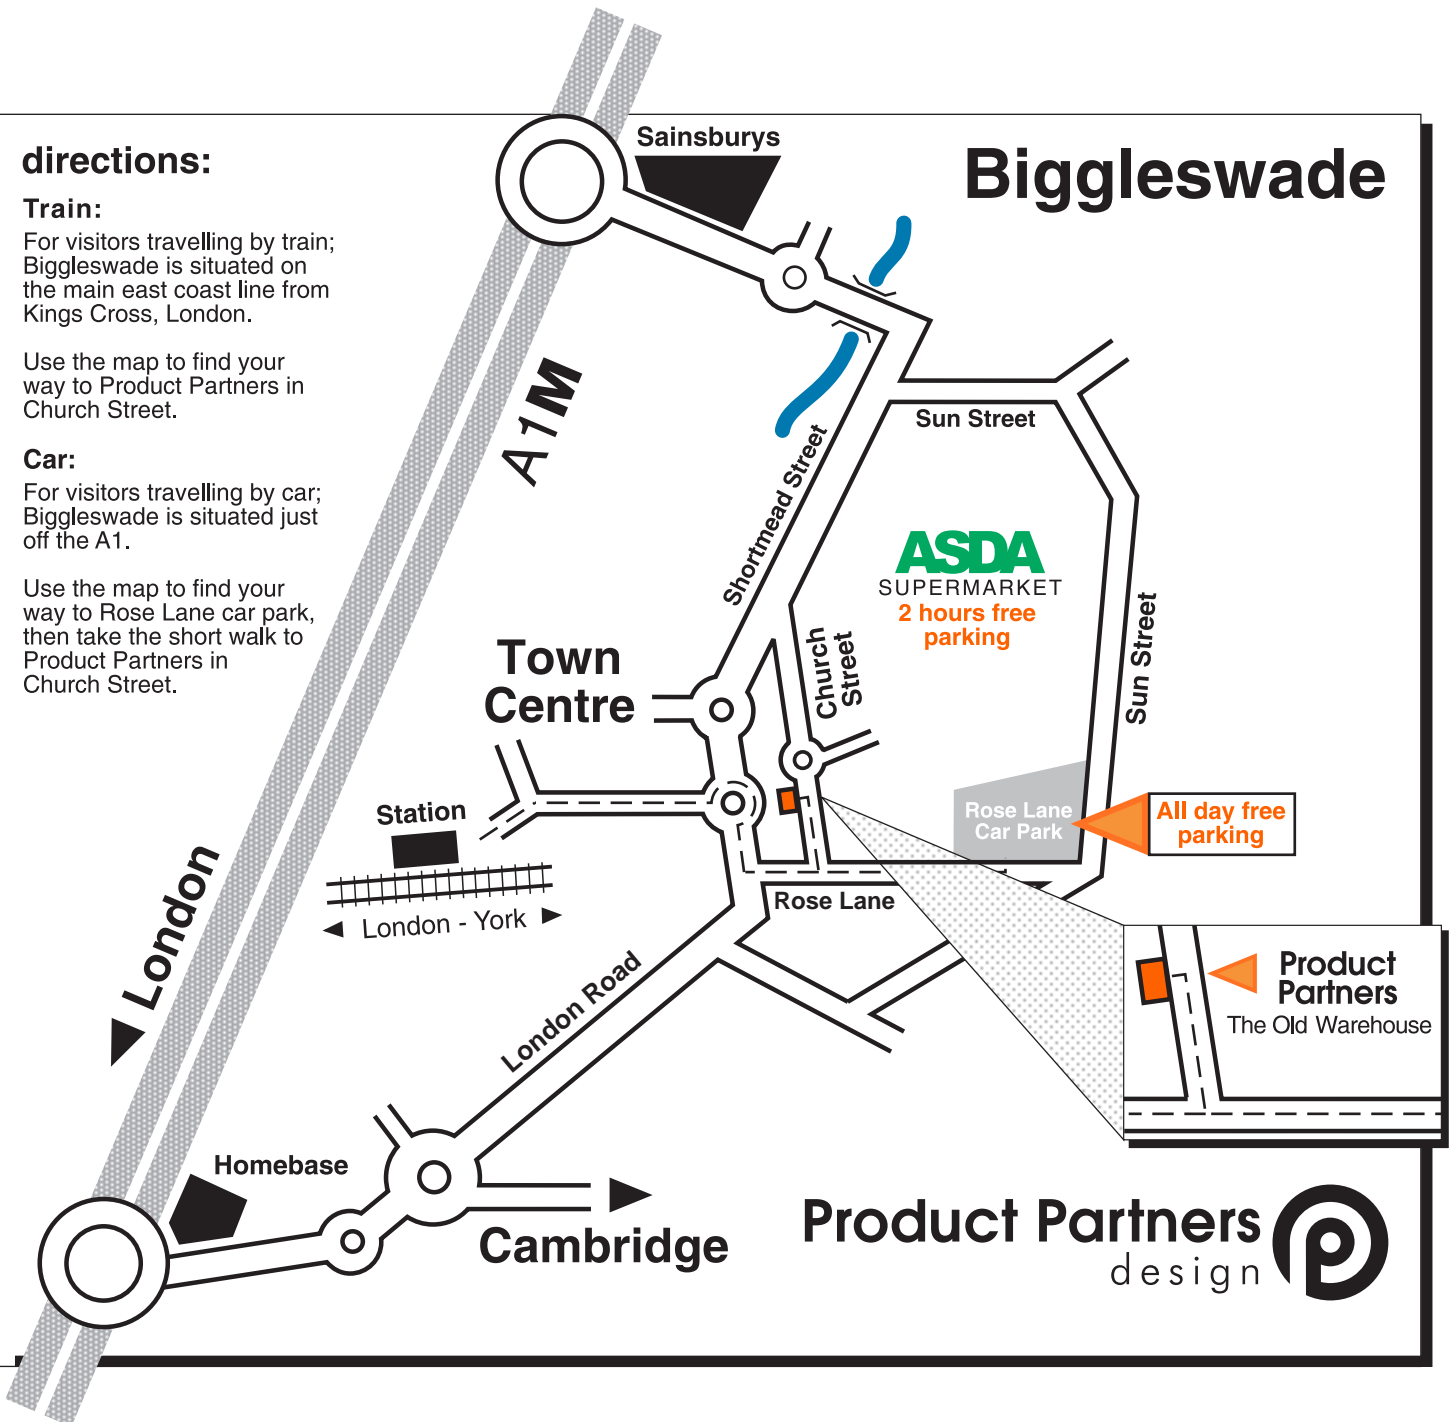 Biggleswade
directions:
Train:
For visitors travelling by train;
Biggleswade is situated on
the main east coast line from
Kings Cross, London.
Use the map to find your
way to Product Partners in
Church Street.
Car:
For visitors travelling by car;
Biggleswade is situated just
off the A1.
Use the map to find your
way to Rose Lane car park,
then take the short walk to
Product Partners in
Church Street.
Sainsburys
A1M
Sun Street
Shortmead Street
ASDA
SUPERMARKET
2 hours free
parking
Church
Street
Sun Street
Town
Centre
Station
London - York
London
Rose Lane
Car Park
All day free
parking
Rose Lane
London Road
Product
Partners
The Old Warehouse
Homebase
Cambridge
Product Partners
design
p